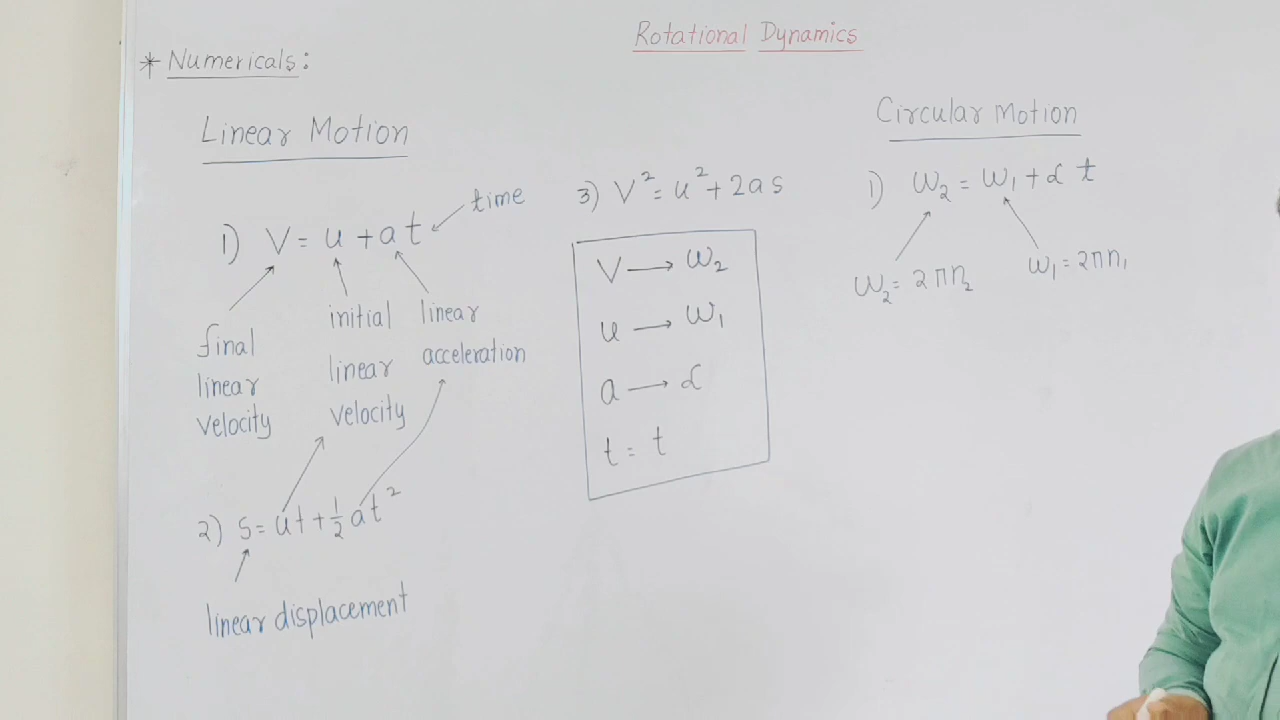 Rotational Dynamics
* Numericals:
Linear Motion
1) V = u + a t
time
final
linear
velocity
initial
linear
velocity
linear
acceleration
2) s = ut + 1/2 at²
linear displacement
3) V² = u² + 2as
V → ω₂
u → ω₁
a → α
t = t
Circular Motion
1) ω₂ = ω₁ + α t
ω₂ = 2πn₂
ω₁ = 2πn₁